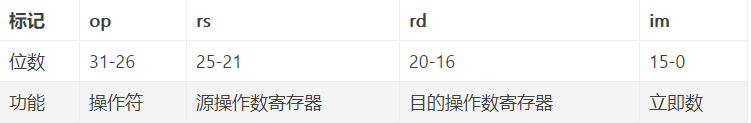 标记 op rs rd im
位数 31-26 25-21 20-16 15-0
功能 操作符 源操作数寄存器 目的操作数寄存器 立即数